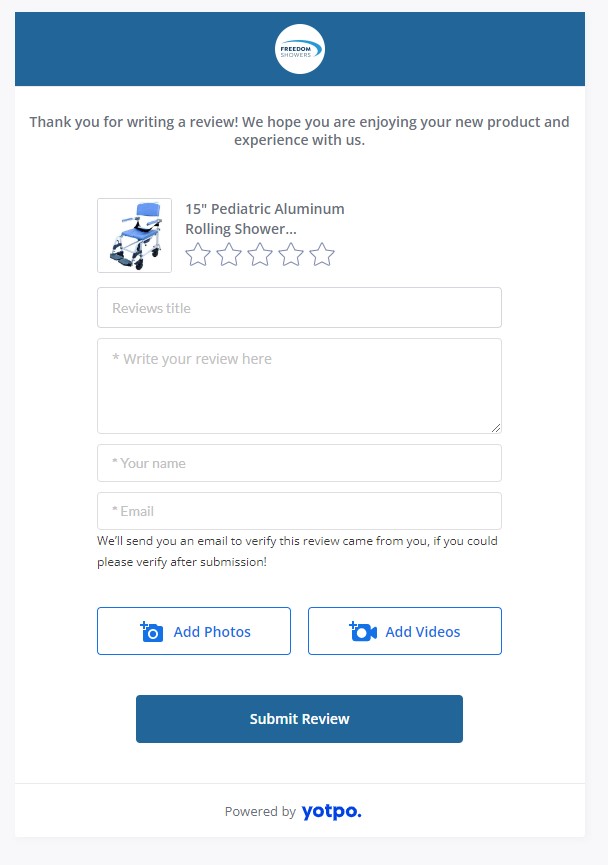 FREEDOM
SHOWERS
Thank you for writing a review! We hope you are enjoying your new product and
experience with us.
15" Pediatric Aluminum
Rolling Shower...
Reviews title
* Write your review here
* Your name
* Email
We'll send you an email to verify this review came from you, if you could
please verify after submission!
Add Photos
Add Videos
Submit Review
Powered by yotpo.